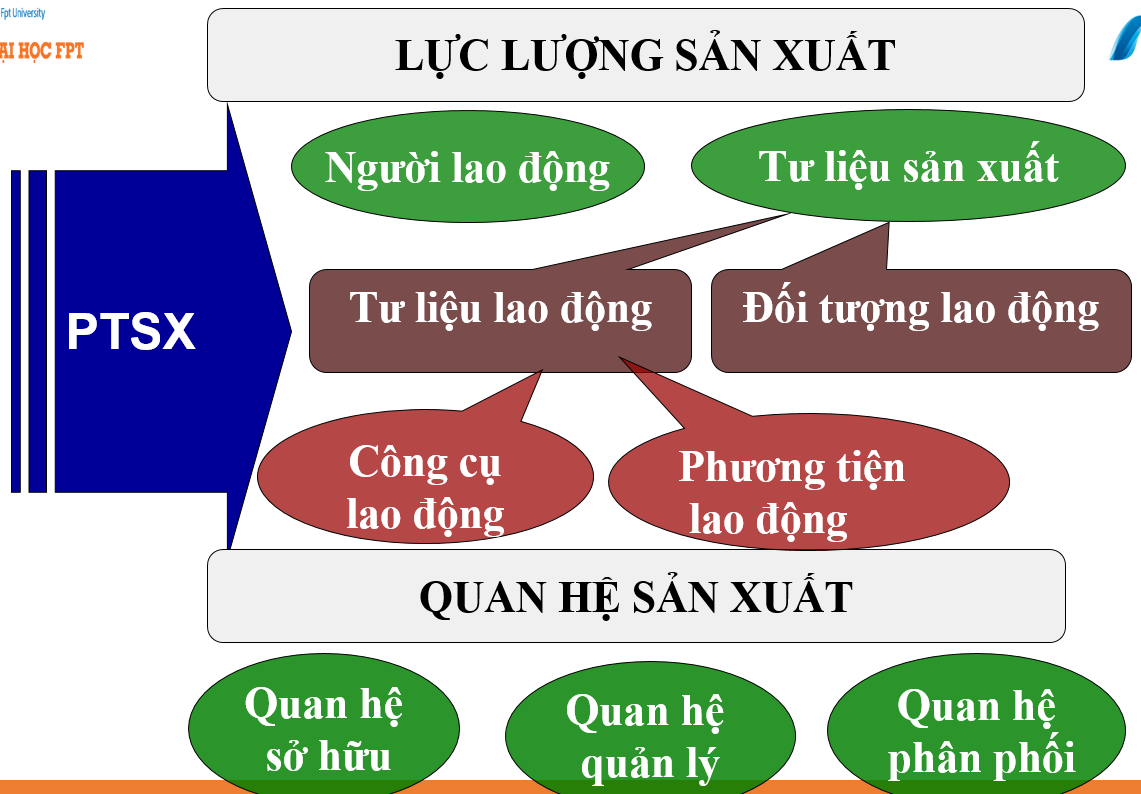 Fpt University
ẠI HỌC FPT
LỰC LƯỢNG SẢN XUẤT
Người lao động
Tư liệu sản xuất
Tư liệu lao động
Đối tượng lao động
PTSX
Công cụ
lao động
Phương tiện
lao động
QUAN HỆ SẢN XUẤT
Quan hệ
sở hữu
Quan hệ
quản lý
Quan hệ
phân phối